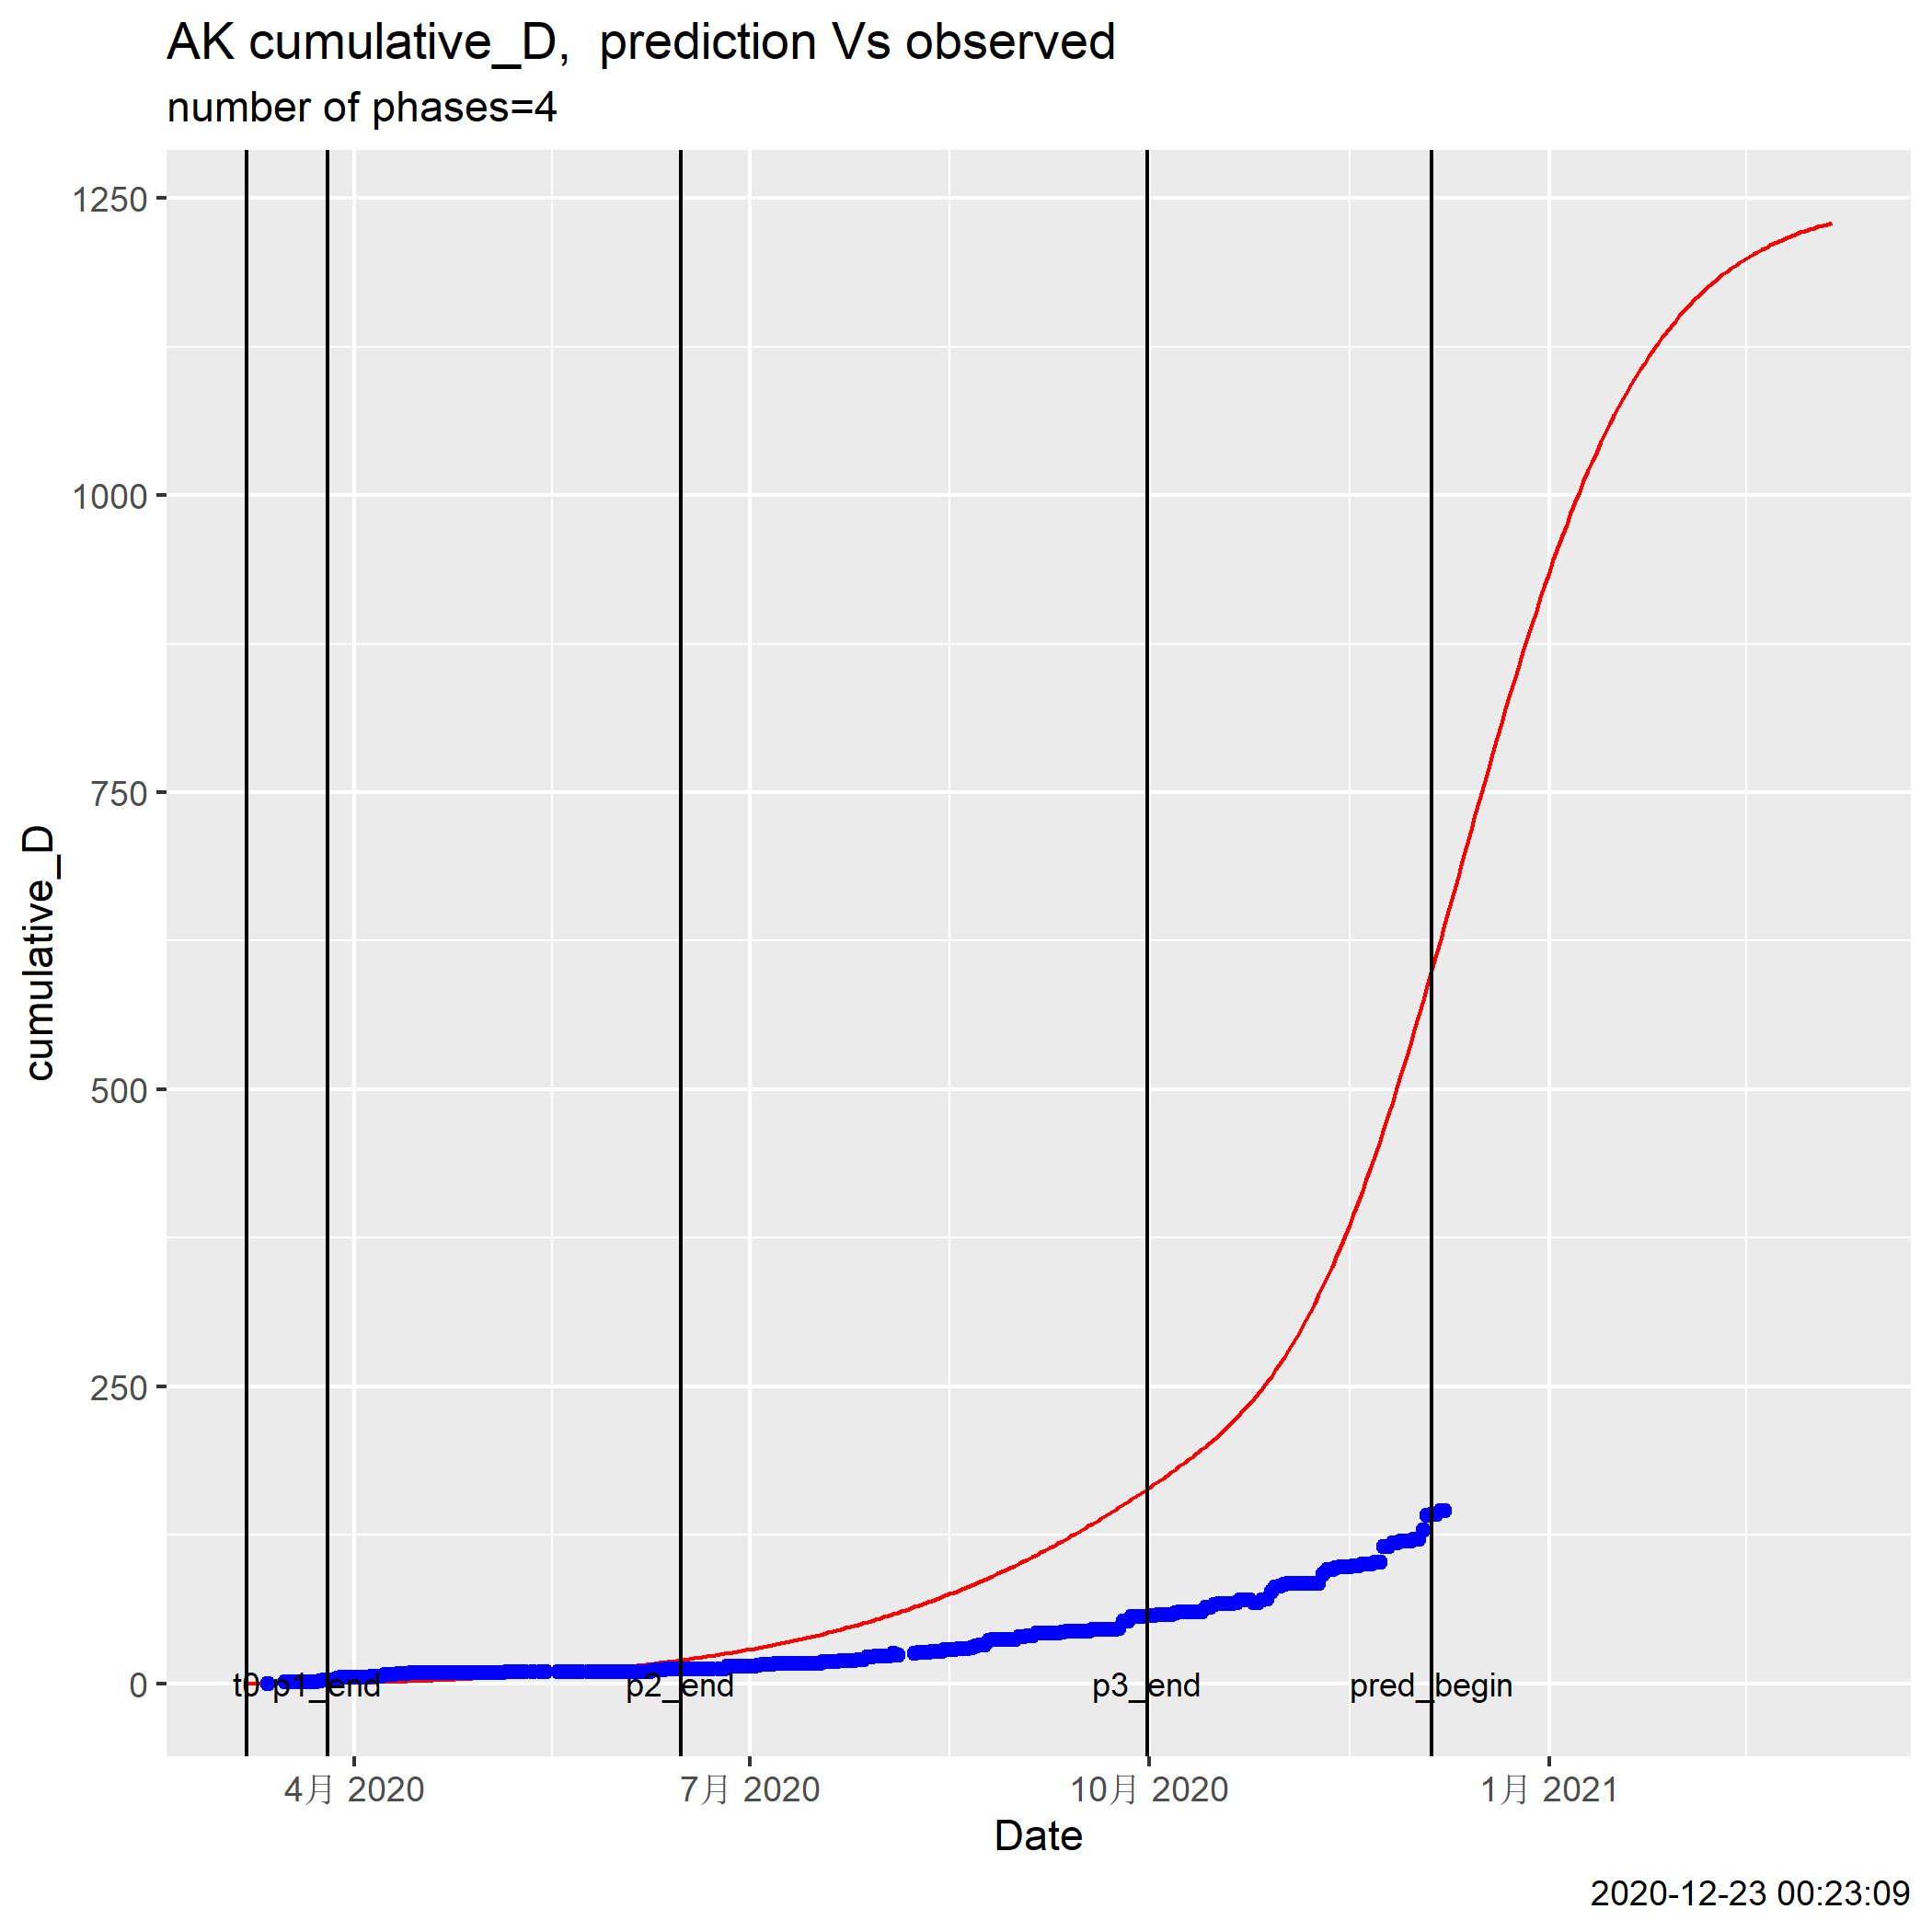 AK cumulative_D,  prediction Vs observed
number of phases=4
1250
1000
750
500
250
0
cumulative_D
t0 p1_end p2_end p3_end pred_begin
4月 2020 7月 2020 10月 2020 1月 2021
Date
2020-12-23 00:23:09